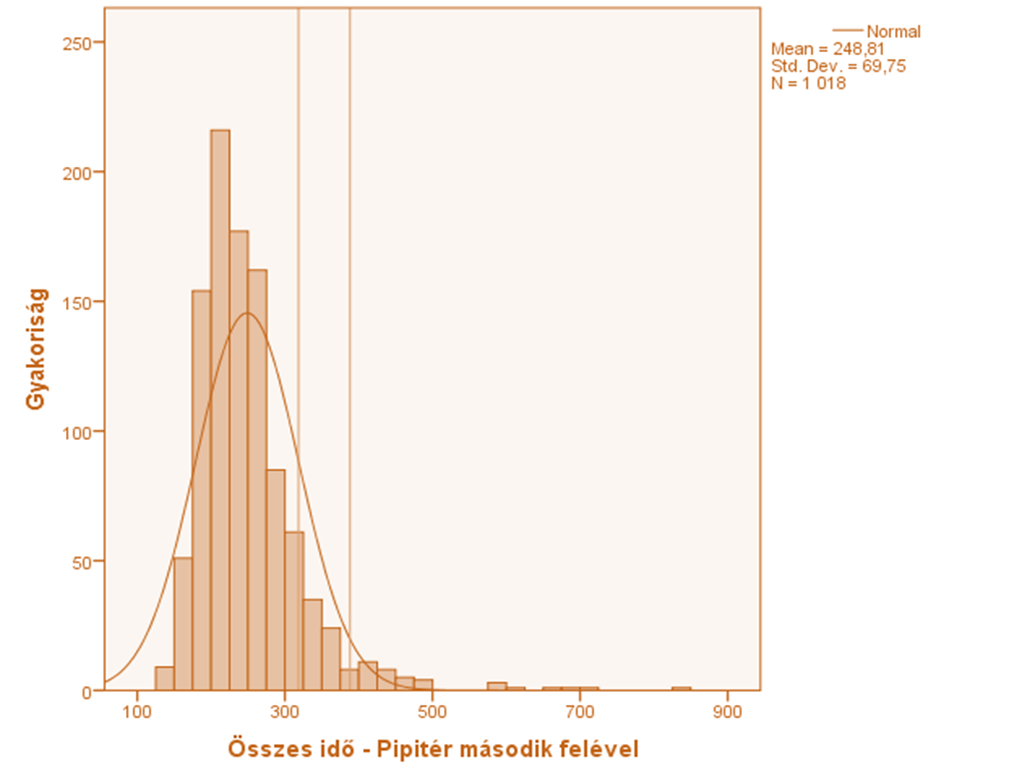 Normal
Mean = 248,81
Std. Dev. = 69,75
N = 1 018
250
200
150
100
50
0
Gyakoriság
100 300 500 700 900
Összes idő - Pipitér második felével